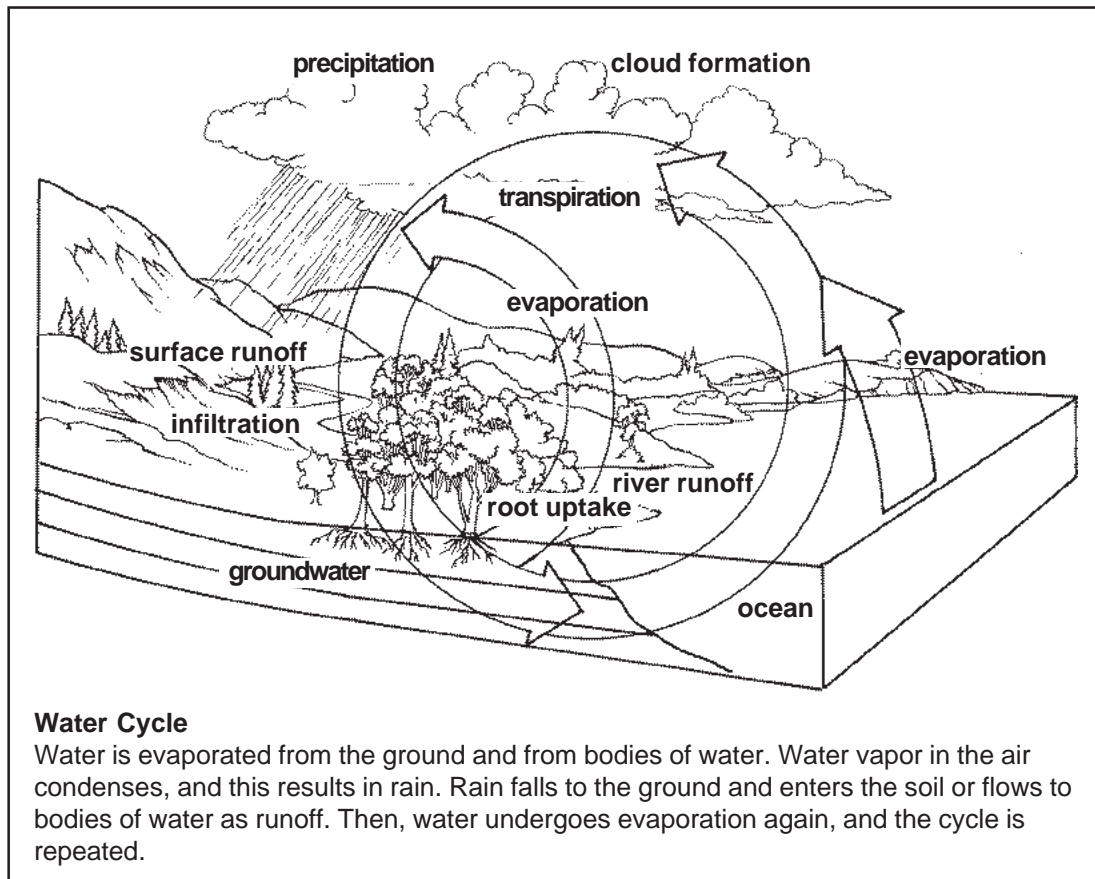 precipitation
cloud formation
transpiration
evaporation
surface runoff
evaporation
infiltration
river runoff
root uptake
groundwater
ocean
Water Cycle
Water is evaporated from the ground and from bodies of water. Water vapor in the air
condenses, and this results in rain. Rain falls to the ground and enters the soil or flows to
bodies of water as runoff. Then, water undergoes evaporation again, and the cycle is
repeated.